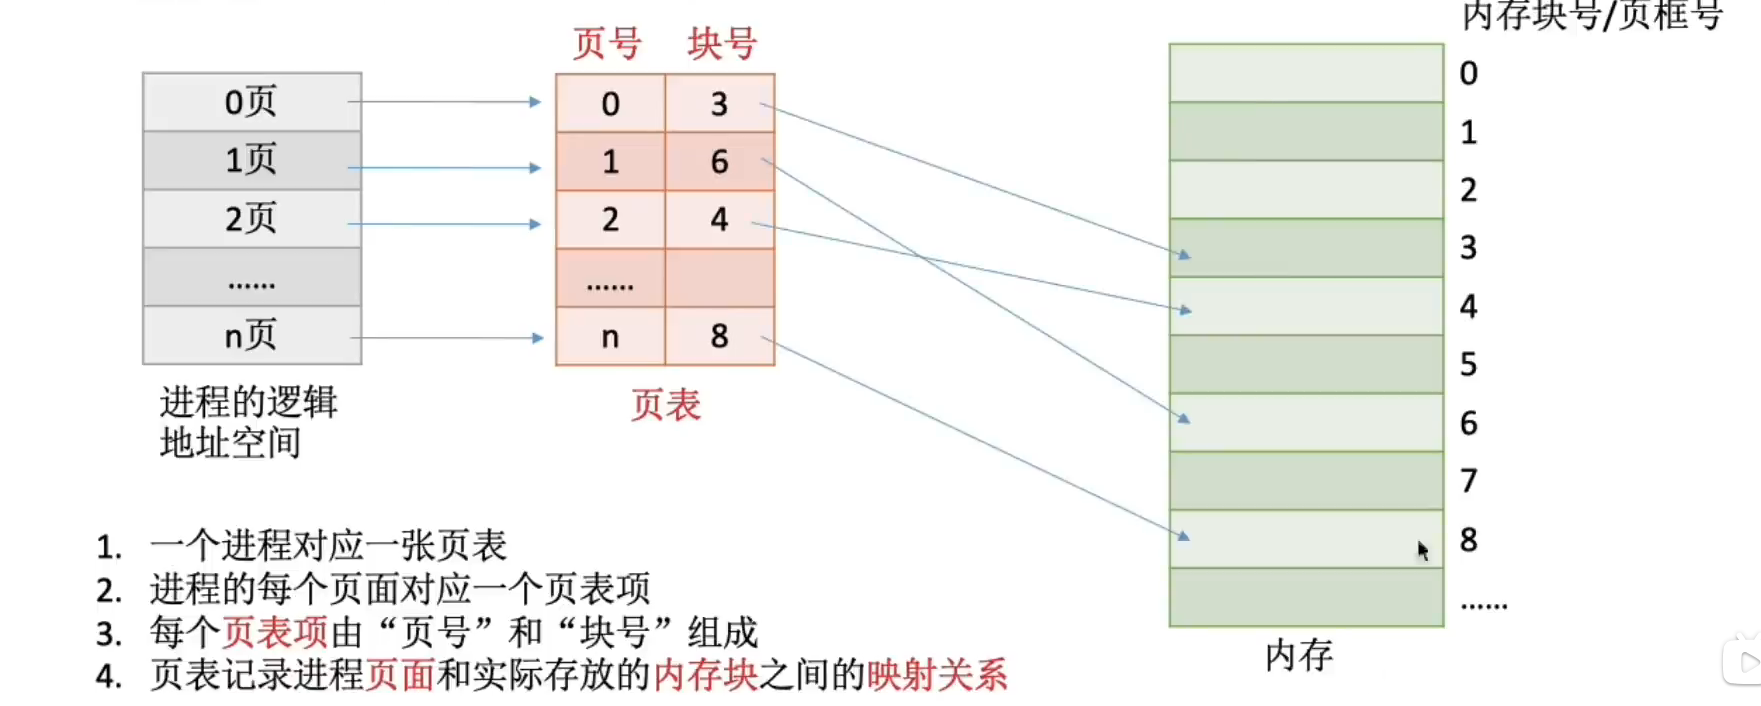 内存块号/页框号
页号 块号
0页
1页
2页
......
n页
进程的逻辑
地址空间
0 3
1 6
2 4
......
n 8
页表
0
1
2
3
4
5
6
7
8
......
内存
1. 一个进程对应一张页表
2. 进程的每个页面对应一个页表项
3. 每个页表项由“页号”和“块号”组成
4. 页表记录进程页面和实际存放的内存块之间的映射关系